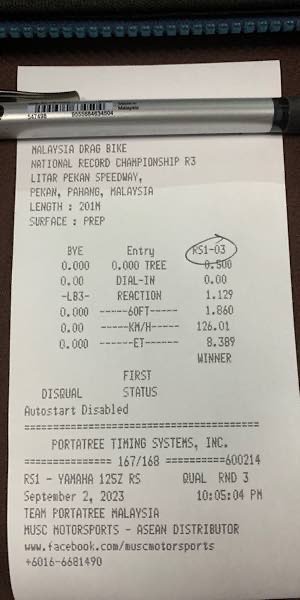 547498
9555684634504
Malaysia
MALAYSIA DRAG BIKE
NATIONAL RECORD CHAMPIONSHIP R3
LITAR PEKAN SPEEDWAY,
PEKAN, PAHANG, MALAYSIA
LENGTH : 201M
SURFACE : PREP
BYE Entry RS1-03
0.000 0.000 TREE 0.500
0.00 DIAL-IN 0.00
-LB3- REACTION 1.129
0.000 ------60FT----- 1.860
0.00 -----KM/H------ 126.01
0.000 ------ET----- 8.389
WINNER
FIRST
DISQUAL STATUS
Autostart Disabled
========================================
PORTATREE TIMING SYSTEMS, INC.
============= 167/168 ==========600214
RS1 - YAMAHA 125Z RS QUAL RND 3
September 2, 2023 10:05:04 PM
TEAM PORTATREE MALAYSIA
MUSC MOTORSPORTS - ASEAN DISTRIBUTOR
www.facebook.com/muscmotorsports
+6016-6681490